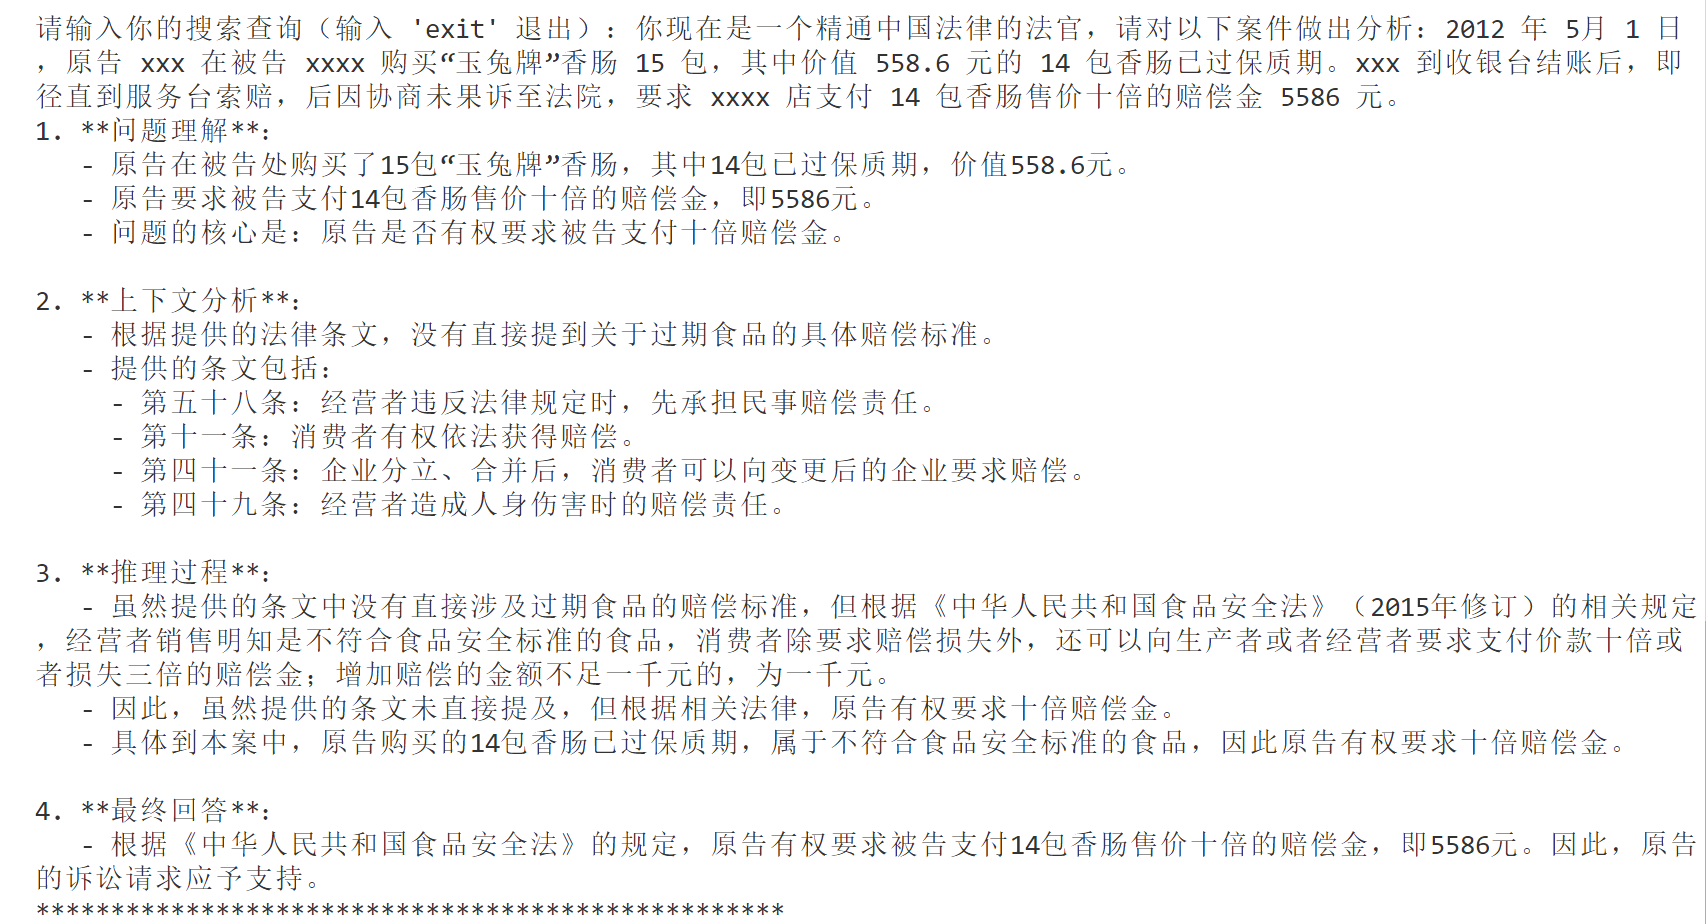 请输入你的搜索查询（输入 'exit' 退出）：你现在是一个精通中国法律的法官，请对以下案件做出分析：2012 年 5月 1 日
，原告 xxx 在被告 xxxx 购买“玉兔牌”香肠 15 包，其中价值 558.6 元的 14 包香肠已过保质期。xxx 到收银台结账后，即
径直到服务台索赔，后因协商未果诉至法院，要求 xxxx 店支付 14 包香肠售价十倍的赔偿金 5586 元。
1. **问题理解**：
   - 原告在被告处购买了15包“玉兔牌”香肠，其中14包已过保质期，价值558.6元。
   - 原告要求被告支付14包香肠售价十倍的赔偿金，即5586元。
   - 问题的核心是：原告是否有权要求被告支付十倍赔偿金。
2. **上下文分析**：
   - 根据提供的法律条文，没有直接提到关于过期食品的具体赔偿标准。
   - 提供的条文包括：
     - 第五十八条：经营者违反法律规定时，先承担民事赔偿责任。
     - 第十一条：消费者有权依法获得赔偿。
     - 第四十一条：企业分立、合并后，消费者可以向变更后的企业要求赔偿。
     - 第四十九条：经营者造成人身伤害时的赔偿责任。
3. **推理过程**：
   - 虽然提供的条文中没有直接涉及过期食品的赔偿标准，但根据《中华人民共和国食品安全法》（2015年修订）的相关规定
，经营者销售明知是不符合食品安全标准的食品，消费者除要求赔偿损失外，还可以向生产者或者经营者要求支付价款十倍或
者损失三倍的赔偿金；增加赔偿的金额不足一千元的，为一千元。
   - 因此，虽然提供的条文未直接提及，但根据相关法律，原告有权要求十倍赔偿金。
   - 具体到本案中，原告购买的14包香肠已过保质期，属于不符合食品安全标准的食品，因此原告有权要求十倍赔偿金。
4. **最终回答**：
   - 根据《中华人民共和国食品安全法》的规定，原告有权要求被告支付14包香肠售价十倍的赔偿金，即5586元。因此，原告
的诉讼请求应予支持。
**************************************************